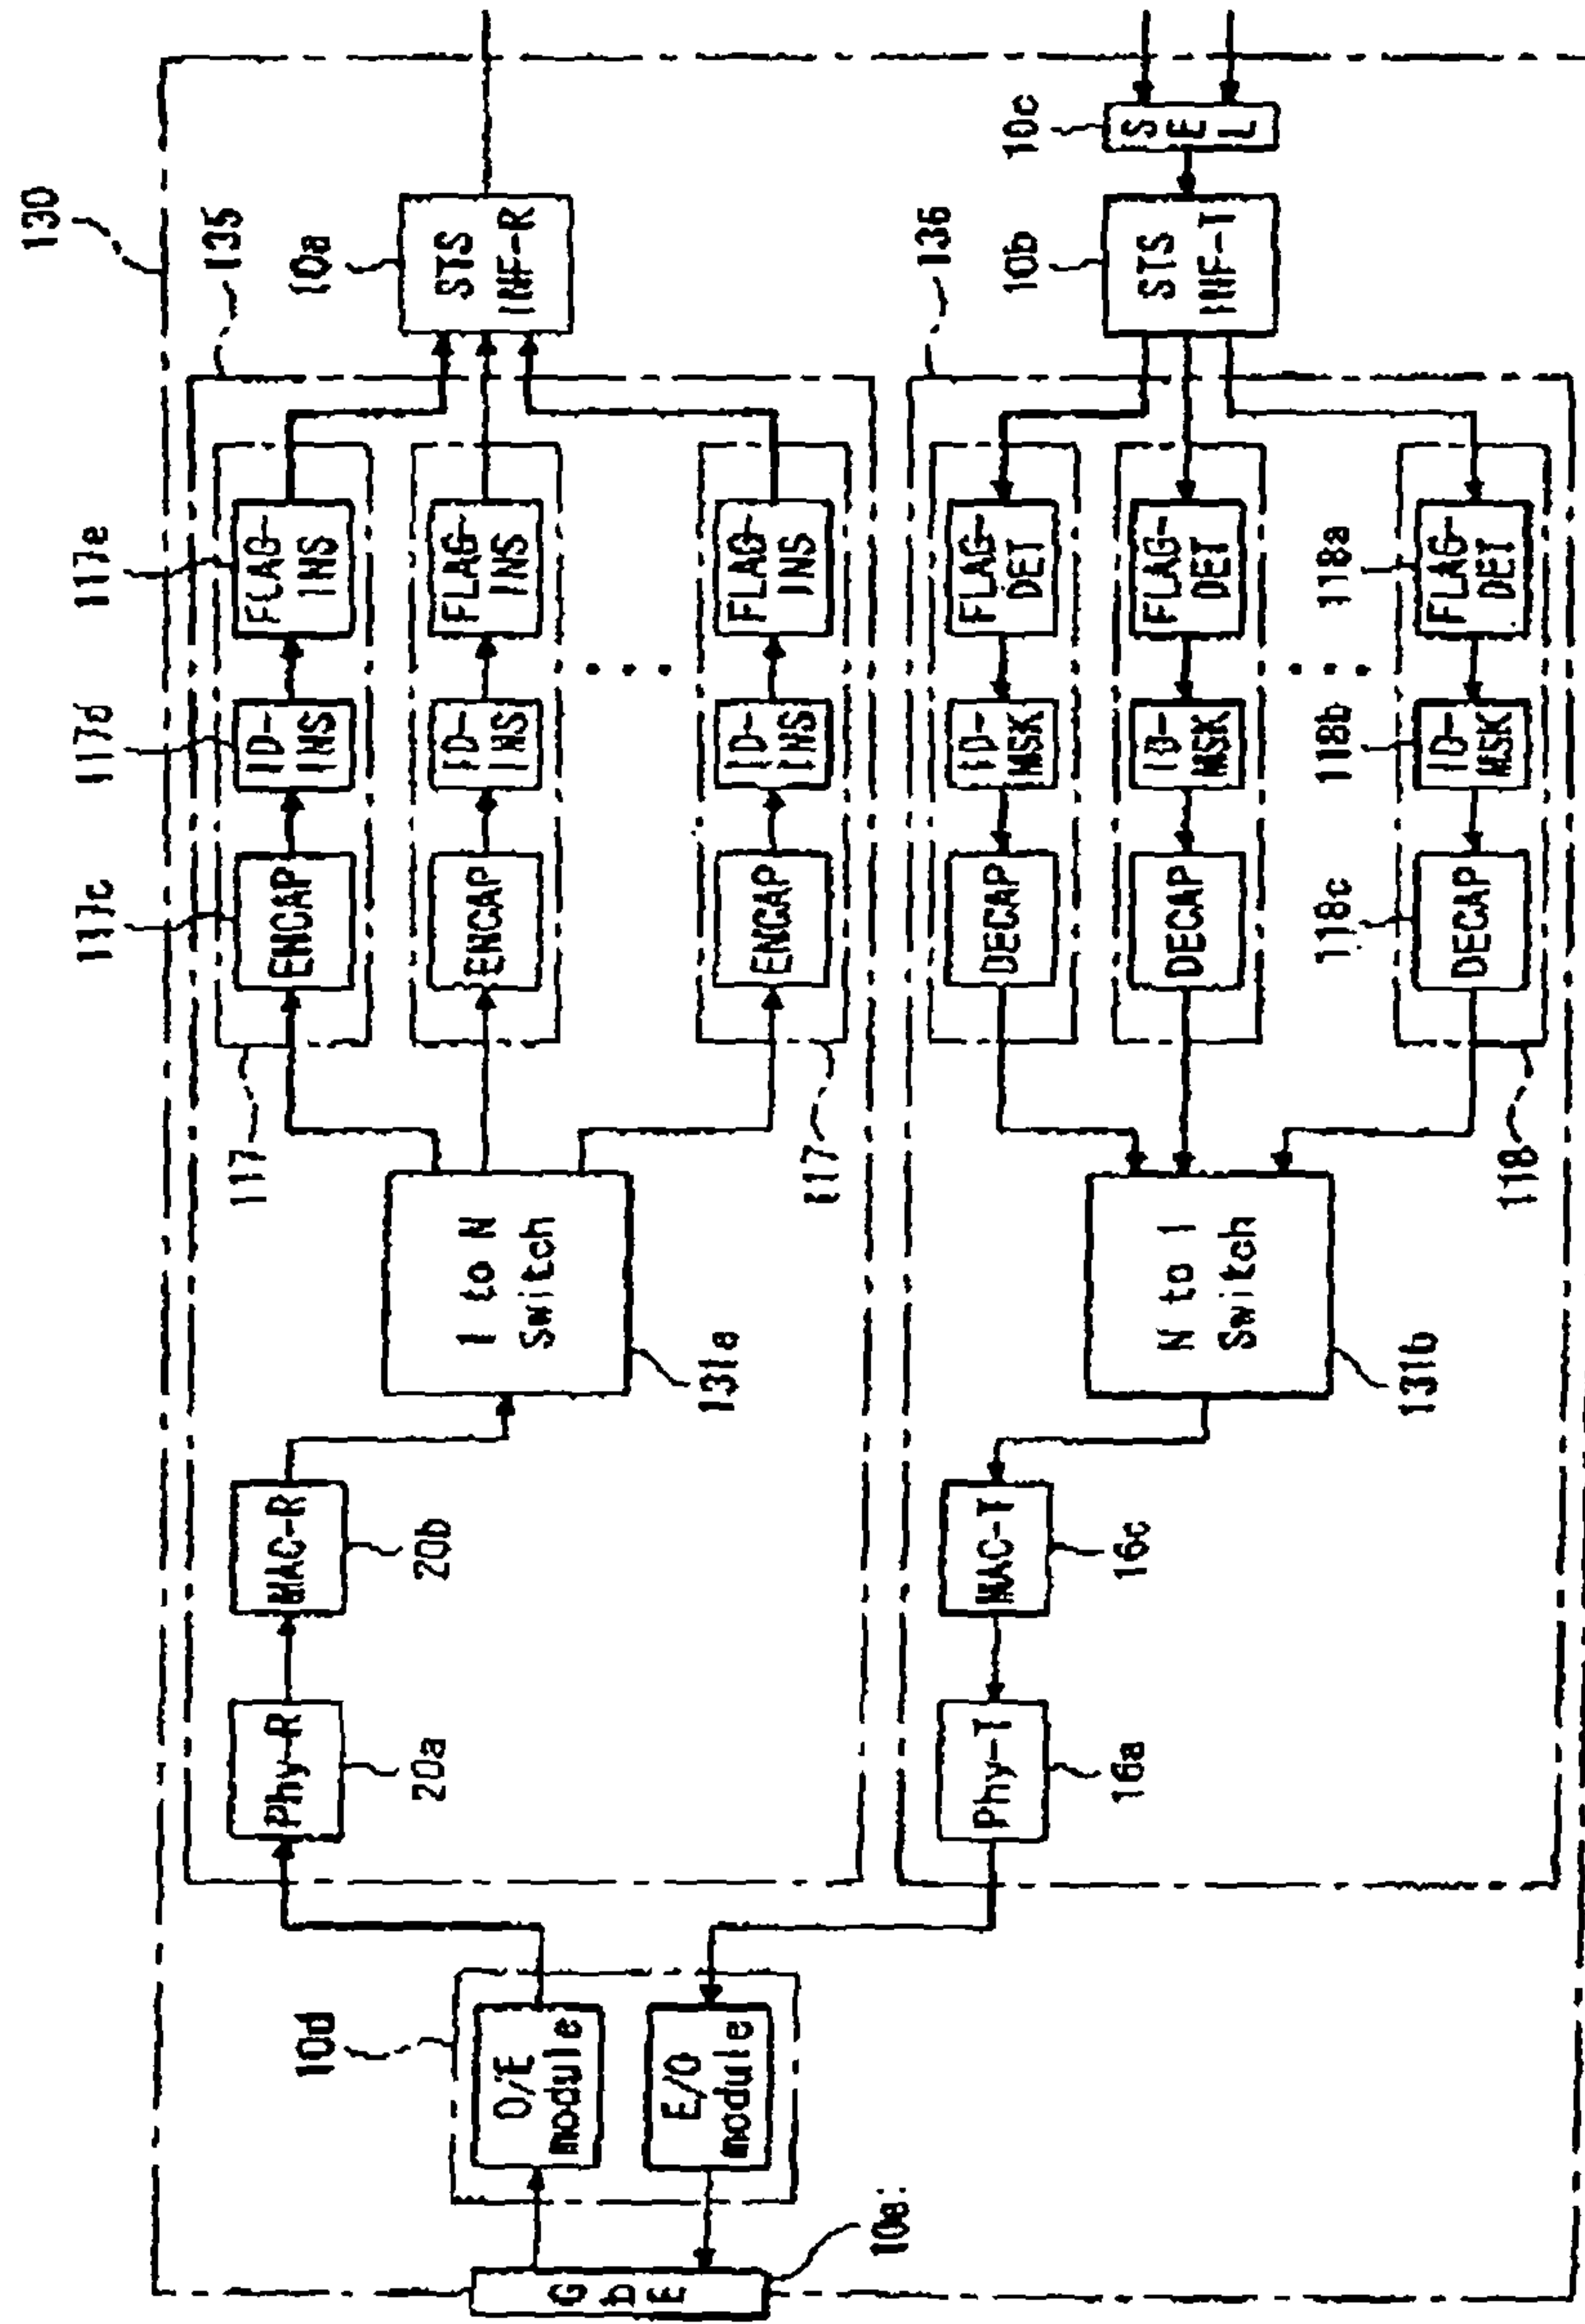 130
135
10a
STS
INF-R
117e
FLAG-
INS
117d
ID-
INS
117c
ENCAP
FLAG-
INS
ID-
INS
ENCAP
FLAG-
INS
ID-
INS
ENCAP
117
117
1 to N
Switch
131a
MAC-R
20b
Phy-R
20a
10d
O/E
module
E/O
module
GbE
10e
10c
SEL
10b
STS
INF-T
136
FLAG-
DET
ID-
MSK
DECAP
FLAG-
DET
ID-
MSK
DECAP
118a
FLAG-
DET
118b
ID-
MSK
118c
DECAP
118
N to 1
Switch
131b
MAC-T
16c
Phy-T
16a